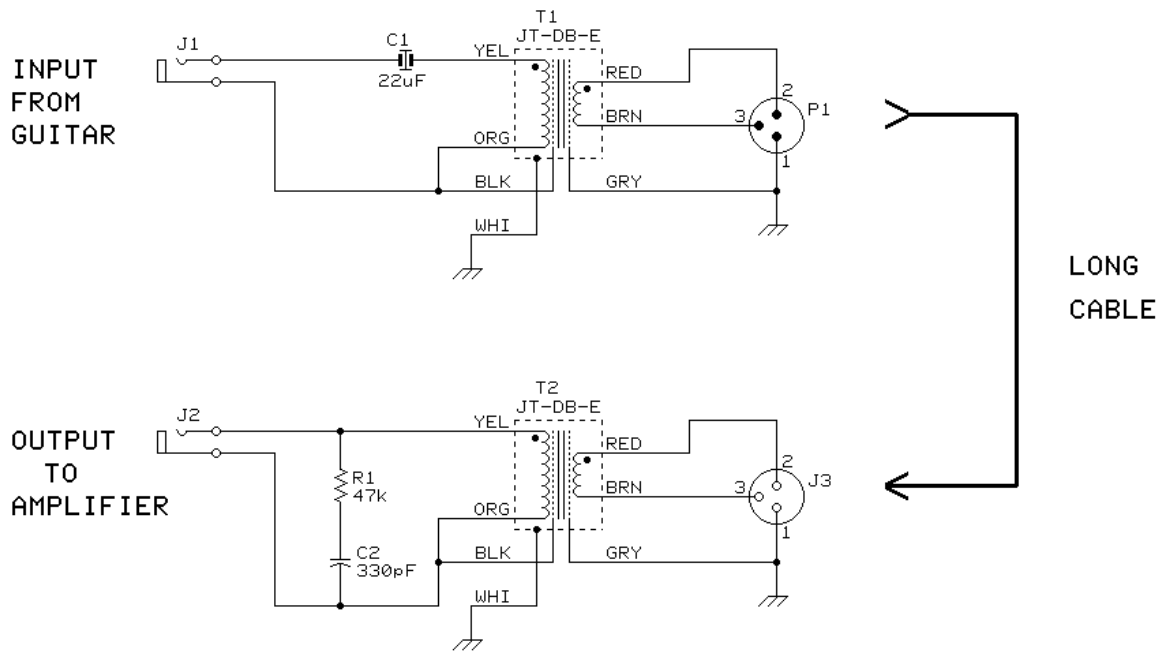 T1
JT-DB-E
J1
C1
22uF
YEL
RED
INPUT
FROM
GUITAR
2
P1
3
BRN
ORG
1
BLK
GRY
WHI
LONG
CABLE
T2
JT-DB-E
J2
YEL
RED
OUTPUT
TO
AMPLIFIER
2
J3
R1
47k
3
BRN
ORG
1
C2
330pF
BLK
GRY
WHI